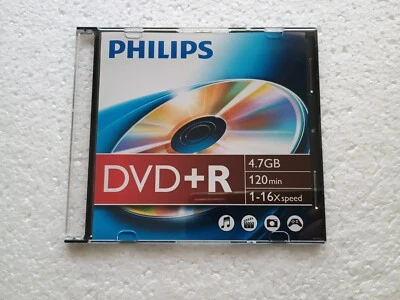 PHILIPS
DVD+R
4.7GB
120min
1-16x speed